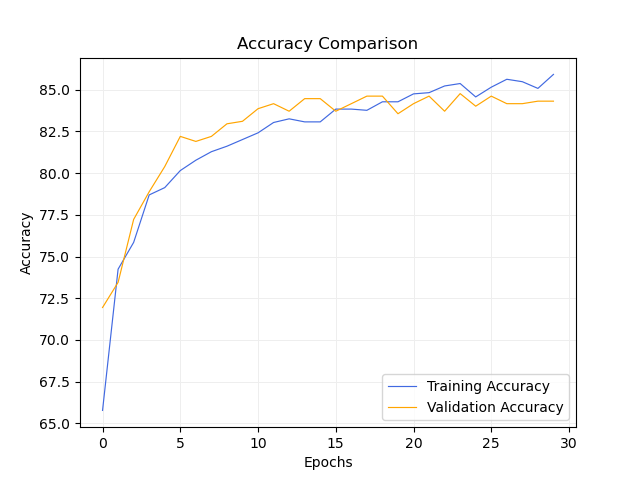 Accuracy Comparison
Accuracy
85.0
82.5
80.0
77.5
75.0
72.5
70.0
67.5
65.0
0 5 10 15 20 25 30
Epochs
Training Accuracy
Validation Accuracy